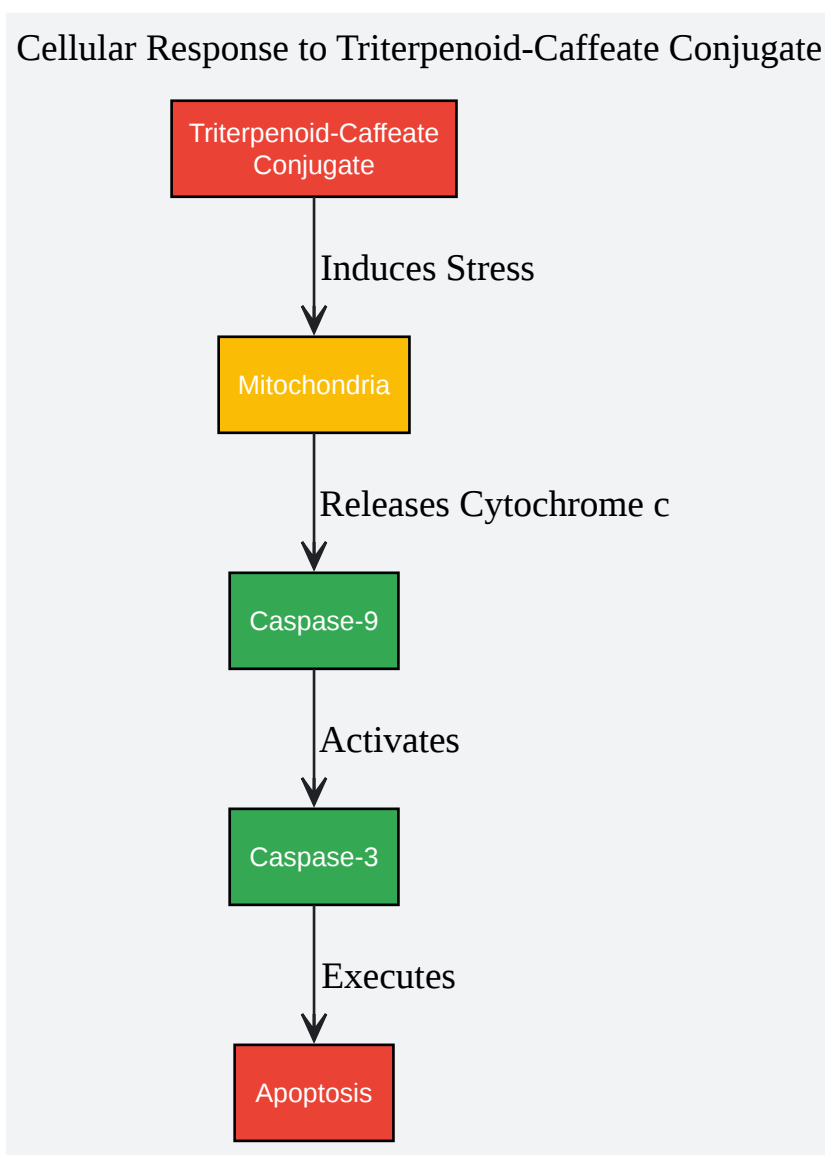 Cellular Response to Triterpenoid-Caffeate Conjugate
Triterpenoid-Caffeate
Conjugate
Induces Stress
Mitochondria
Releases Cytochrome c
Caspase-9
Activates
Caspase-3
Executes
Apoptosis